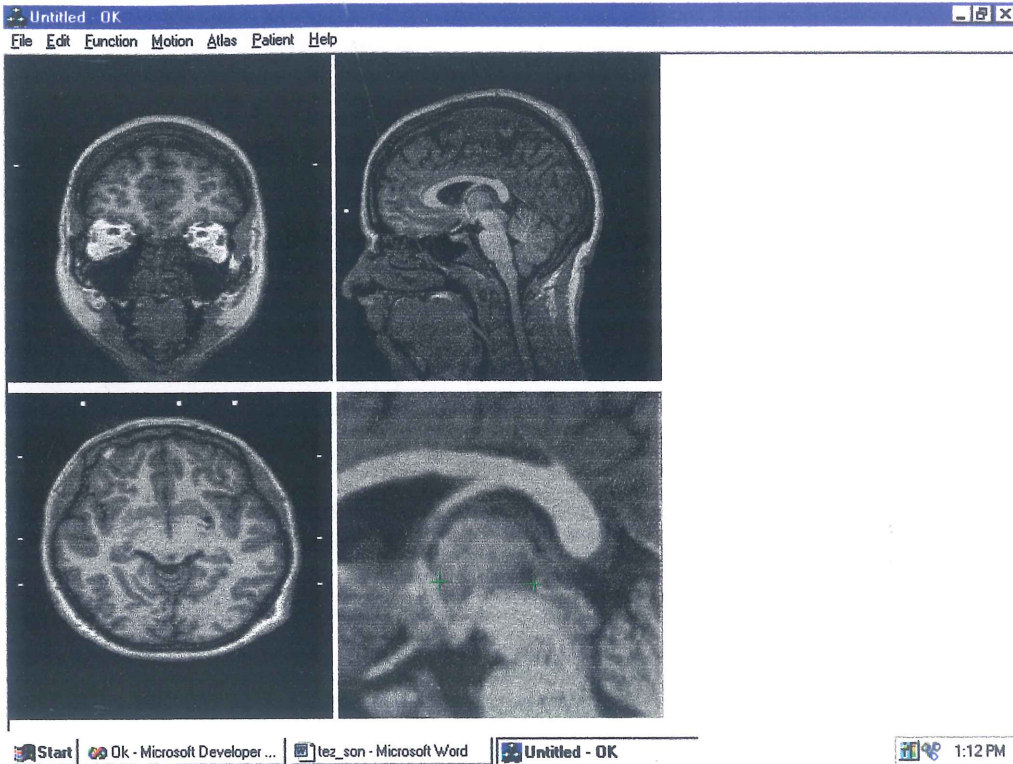 Untitled - OK
File Edit Function Motion Atlas Patient Help
Start Ok - Microsoft Developer ... tez_son - Microsoft Word Untitled - OK 1:12 PM